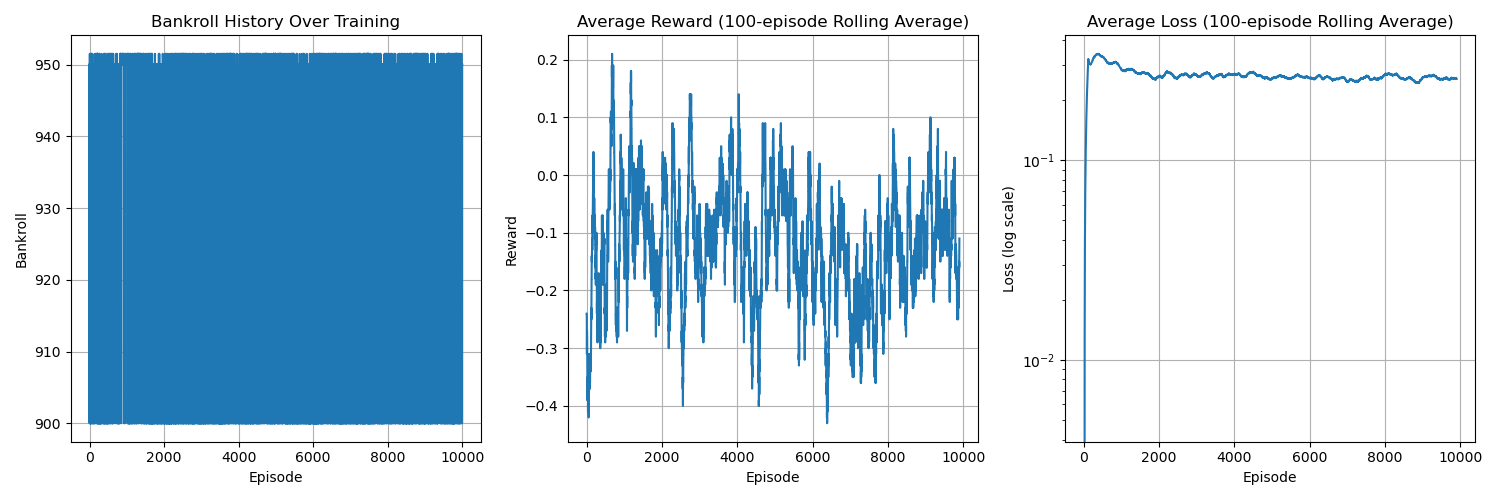 Bankroll History Over Training
Bankroll
950
940
930
920
910
900
0 2000 4000 6000 8000 10000
Episode
Average Reward (100-episode Rolling Average)
Reward
0.2
0.1
0.0
−0.1
−0.2
−0.3
−0.4
0 2000 4000 6000 8000 10000
Episode
Average Loss (100-episode Rolling Average)
Loss (log scale)
10⁻¹
10⁻²
0 2000 4000 6000 8000 10000
Episode